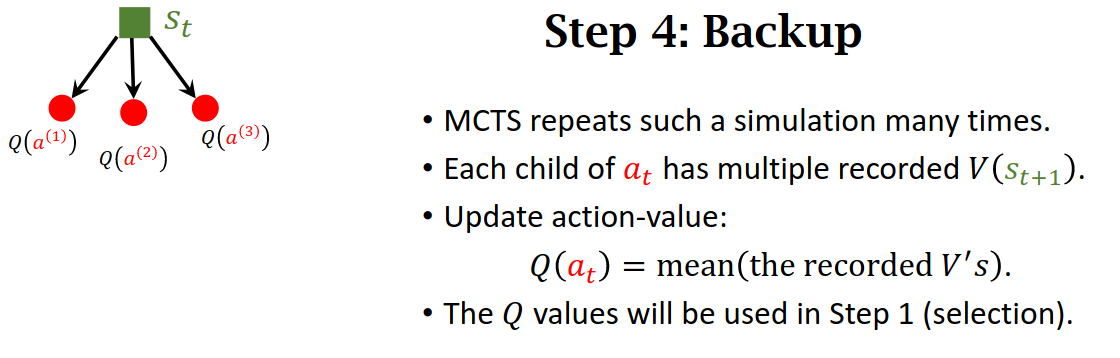 s_t
Step 4: Backup
Q(a^(1))
Q(a^(2))
Q(a^(3))
• MCTS repeats such a simulation many times.
• Each child of a_t has multiple recorded V(s_{t+1}).
• Update action-value:
Q(a_t) = mean(the recorded V's).
• The Q values will be used in Step 1 (selection).